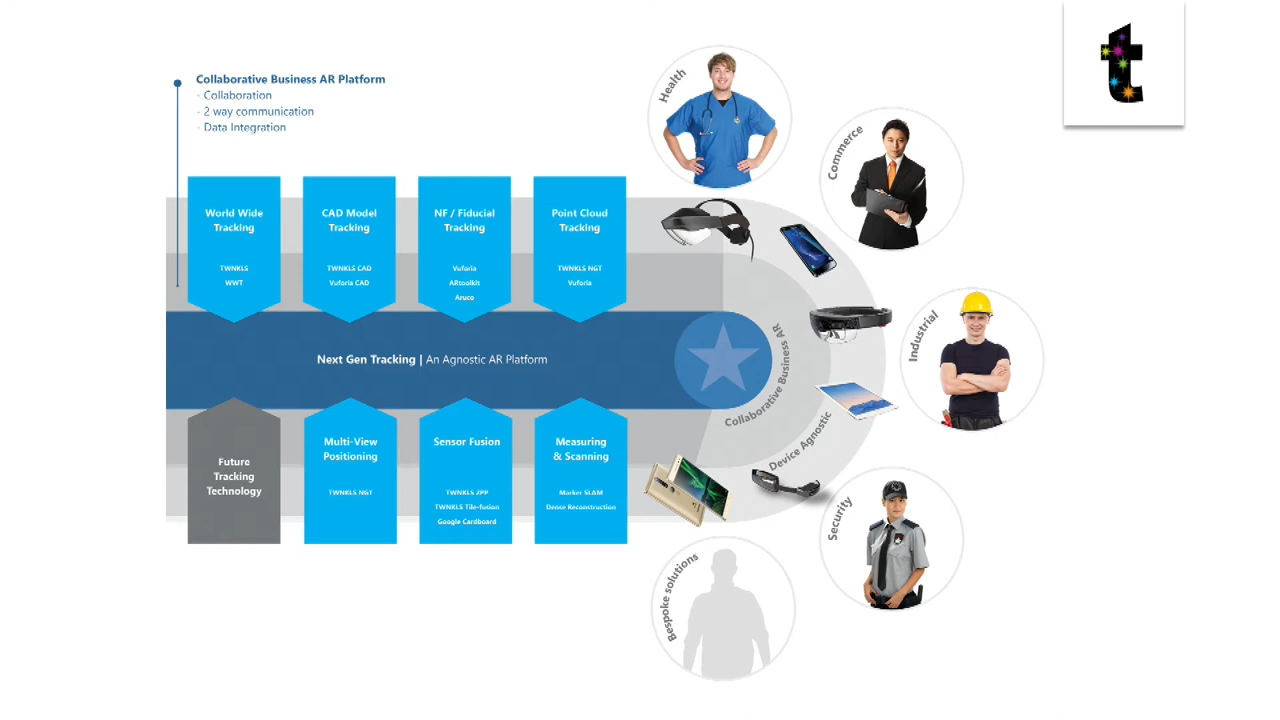 Collaborative Business AR Platform
- Collaboration
- 2 way communication
- Data Integration
World Wide
Tracking
TWNKLS
WWT
CAD Model
Tracking
TWNKLS CAD
Vuforia CAD
NF / Fiducial
Tracking
Vuforia
ARtoolkit
Aruco
Point Cloud
Tracking
TWNKLS NGT
Vuforia
Next Gen Tracking | An Agnostic AR Platform
Future
Tracking
Technology
Multi-View
Positioning
TWNKLS NGT
Sensor Fusion
TWNKLS 2PP
TWNKLS Tile-fusion
Google Cardboard
Measuring
& Scanning
Marker SLAM
Dense Reconstruction
Collaborative Business AR
Device Agnostic
Health
Commerce
Industrial
Security
Bespoke solutions
t